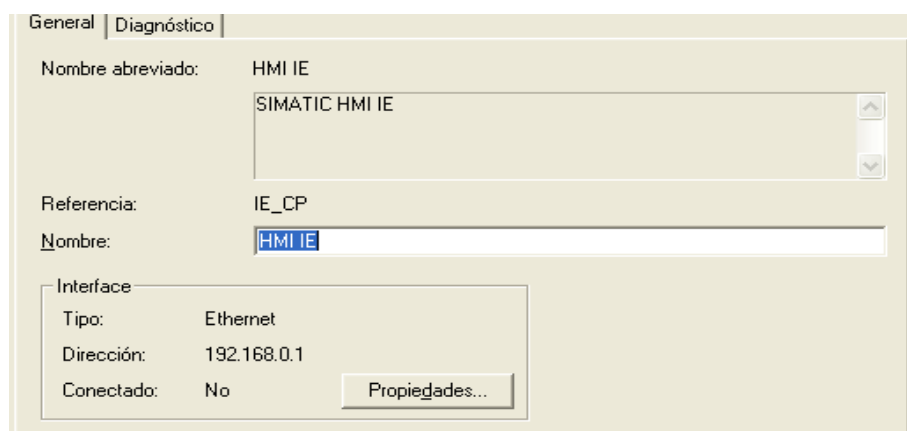 General Diagnóstico
Nombre abreviado: HMI IE
SIMATIC HMI IE
Referencia: IE_CP
Nombre: HMI IE
Interface
Tipo: Ethernet
Dirección: 192.168.0.1
Conectado: No Propiedades...